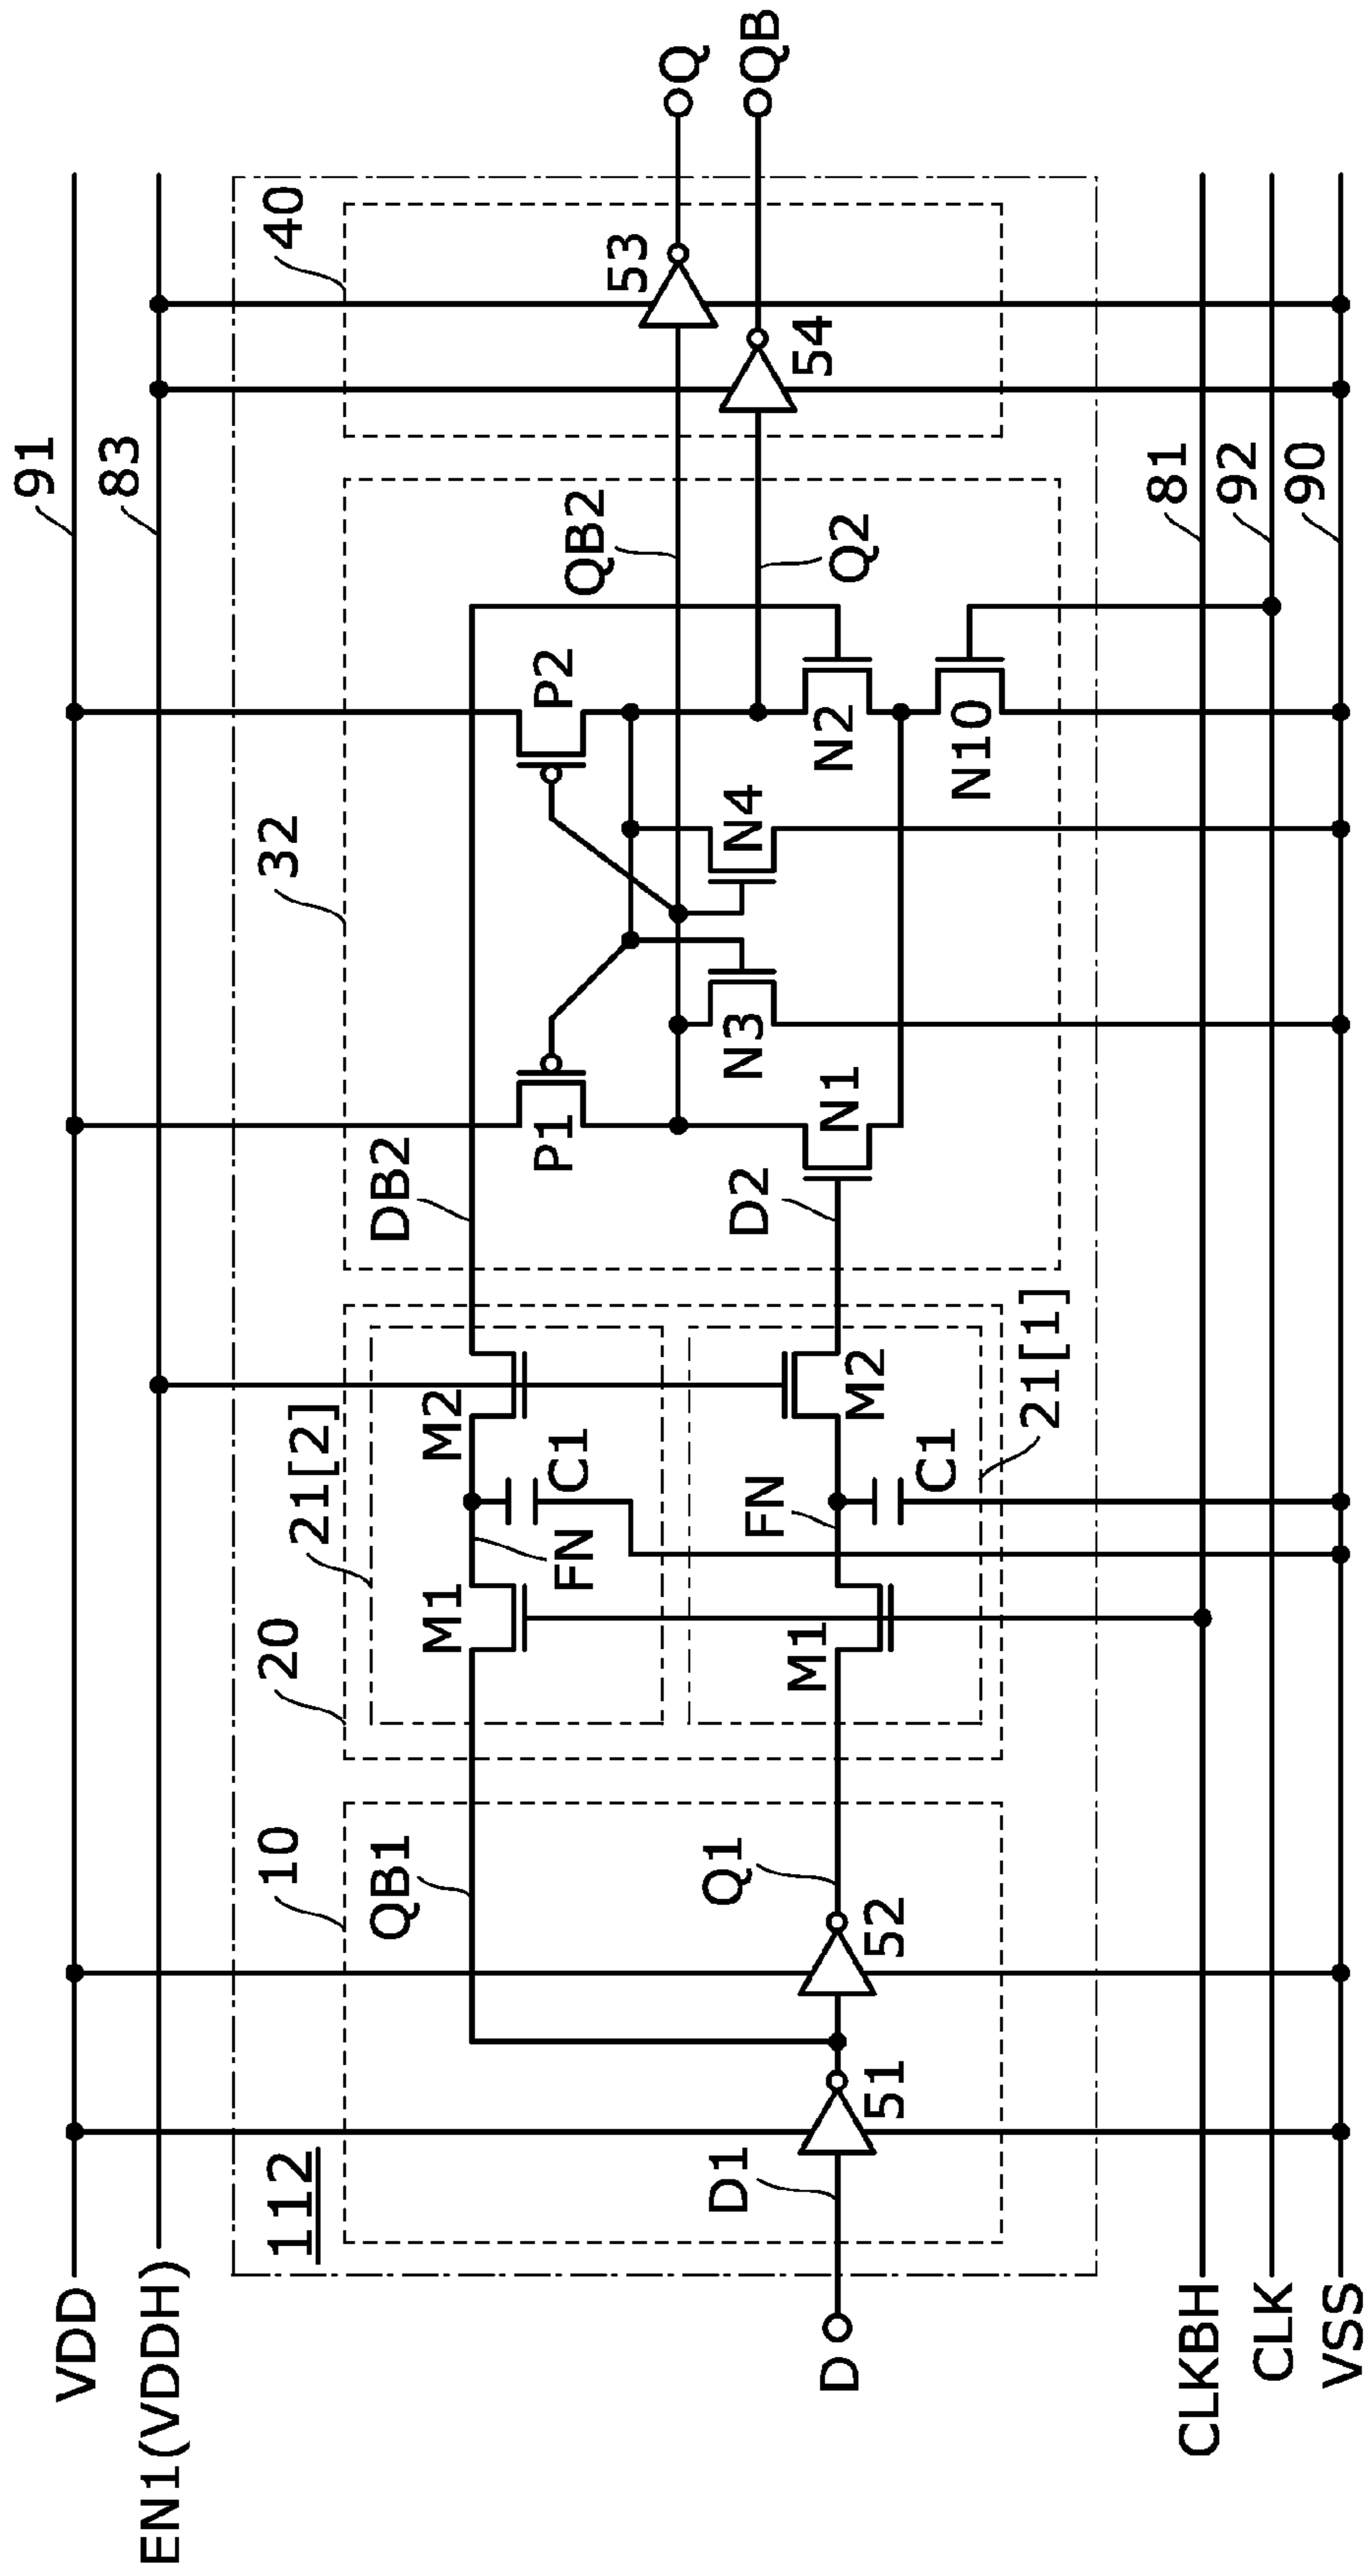 VDD
91
EN1(VDDH)
83
112
10
20
21[2]
32
40
QB1
M1
M2
DB2
P1
P2
QB2
53
Q
FN
C1
QB
54
D1
Q1
FN
D2
N3
N4
Q2
D
51
52
M1
M2
C1
21[1]
N1
N2
N10
CLKBH
81
CLK
92
VSS
90